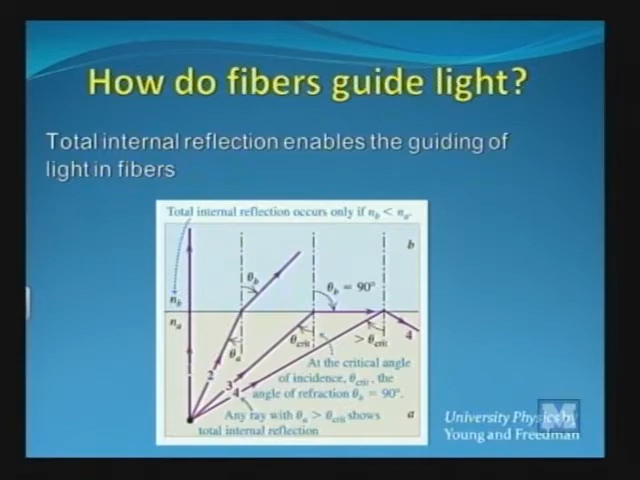 How do fibers guide light?
Total internal reflection enables the guiding of
light in fibers
Total internal reflection occurs only if n_b < n_a.
b
θ_b
θ_b = 90°
n_b
n_a
4
θ_a
θ_crit
> θ_crit
2
3
4
At the critical angle
of incidence, θ_crit, the
angle of refraction θ_b = 90°.
Any ray with θ_a > θ_crit shows
total internal reflection
a
University Physics by
Young and Freedman
M